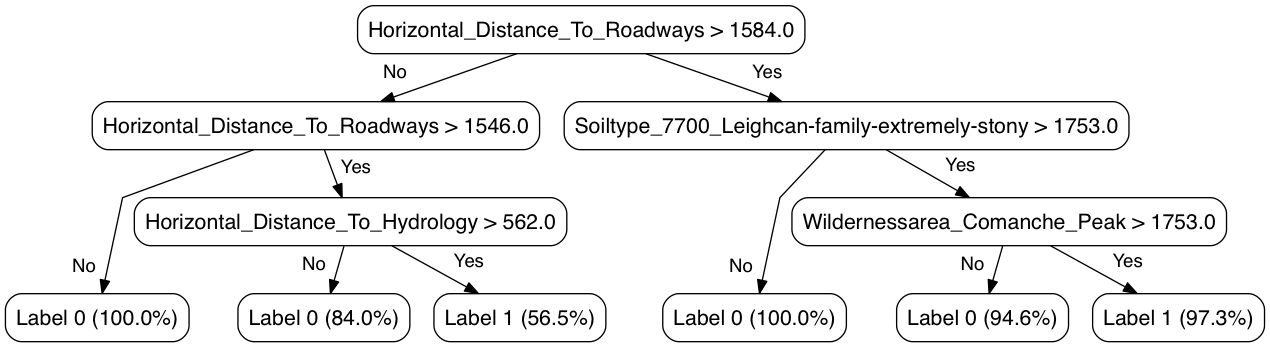 Horizontal_Distance_To_Roadways > 1584.0
No
Yes
Horizontal_Distance_To_Roadways > 1546.0
Soiltype_7700_Leighcan-family-extremely-stony > 1753.0
Yes
Yes
Horizontal_Distance_To_Hydrology > 562.0
Wildernessarea_Comanche_Peak > 1753.0
No
No
Yes
No
No
Yes
Label 0 (100.0%)
Label 0 (84.0%)
Label 1 (56.5%)
Label 0 (100.0%)
Label 0 (94.6%)
Label 1 (97.3%)